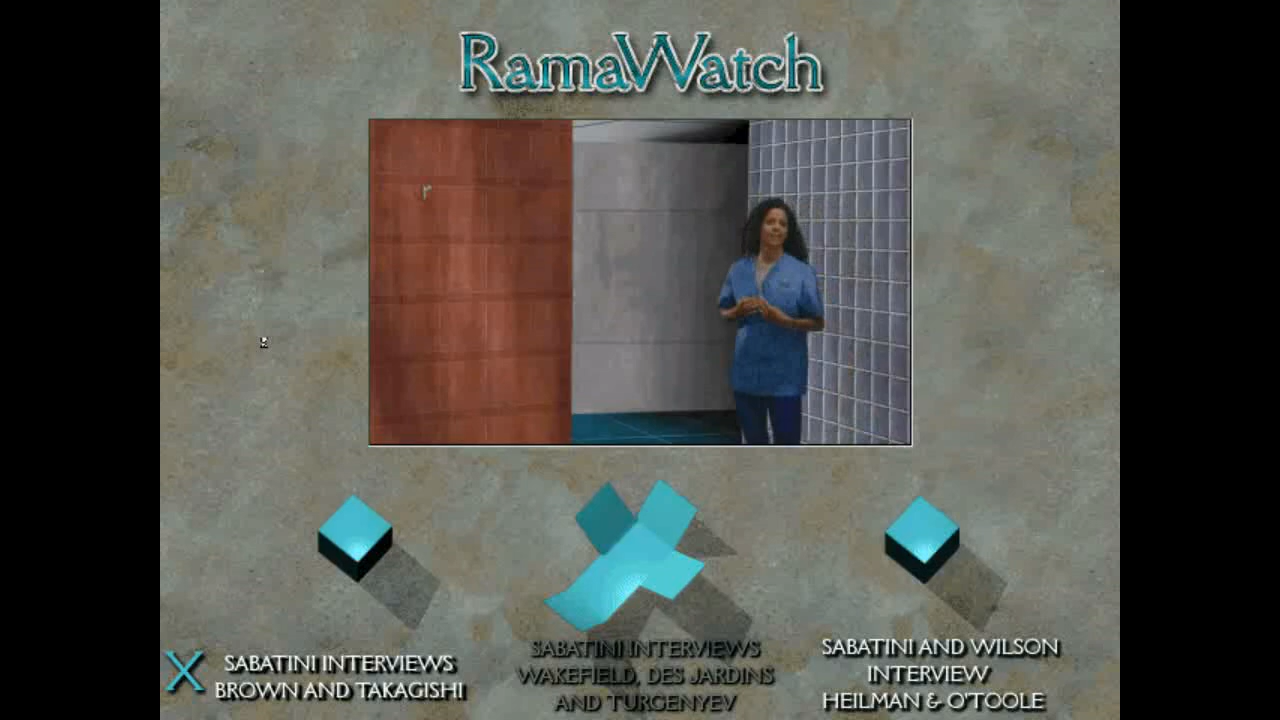 RamaWatch
SABATINI INTERVIEWS
BROWN AND TAKAGISHI
SABATINI INTERVIEWS
WAKEFIELD, DES JARDINS
AND TURGENYEV
SABATINI AND WILSON
INTERVIEW
HEILMAN & O'TOOLE